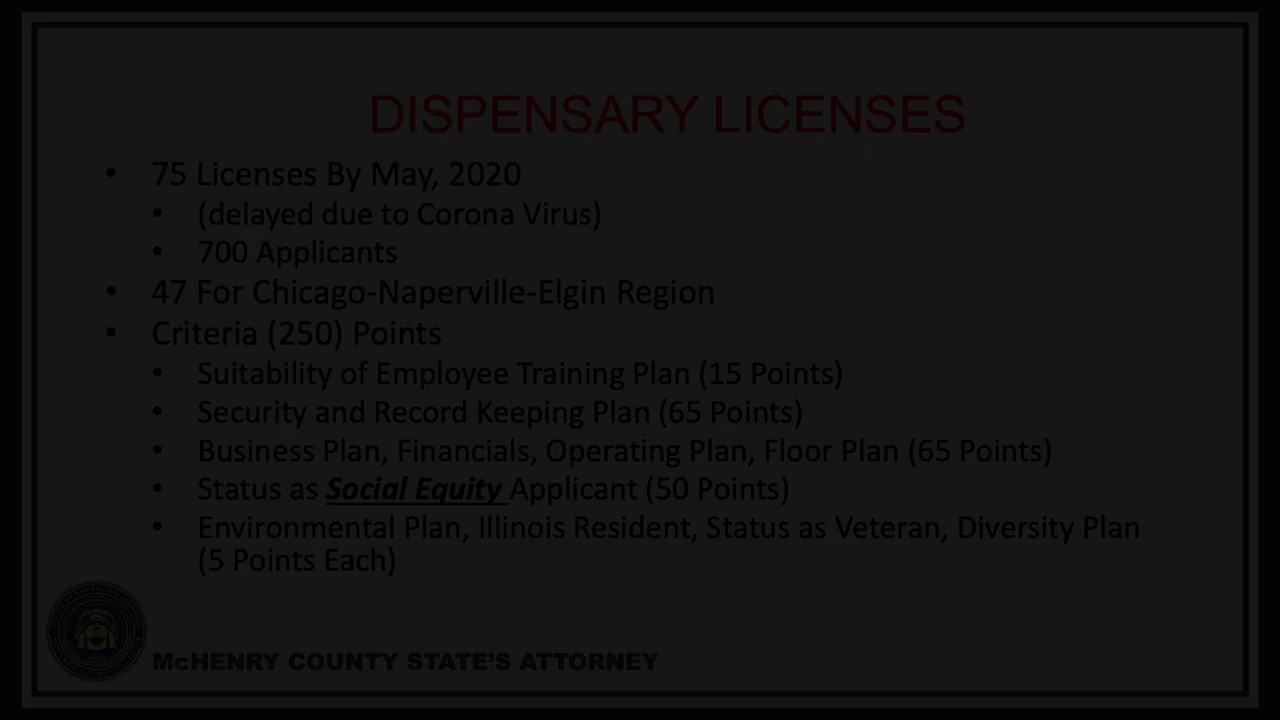 DISPENSARY LICENSES
• 75 Licenses By May, 2020
• (delayed due to Corona Virus)
• 700 Applicants
• 47 For Chicago-Naperville-Elgin Region
• Criteria (250) Points
• Suitability of Employee Training Plan (15 Points)
• Security and Record Keeping Plan (65 Points)
• Business Plan, Financials, Operating Plan, Floor Plan (65 Points)
• Status as Social Equity Applicant (50 Points)
• Environmental Plan, Illinois Resident, Status as Veteran, Diversity Plan
(5 Points Each)
McHENRY COUNTY STATE'S ATTORNEY